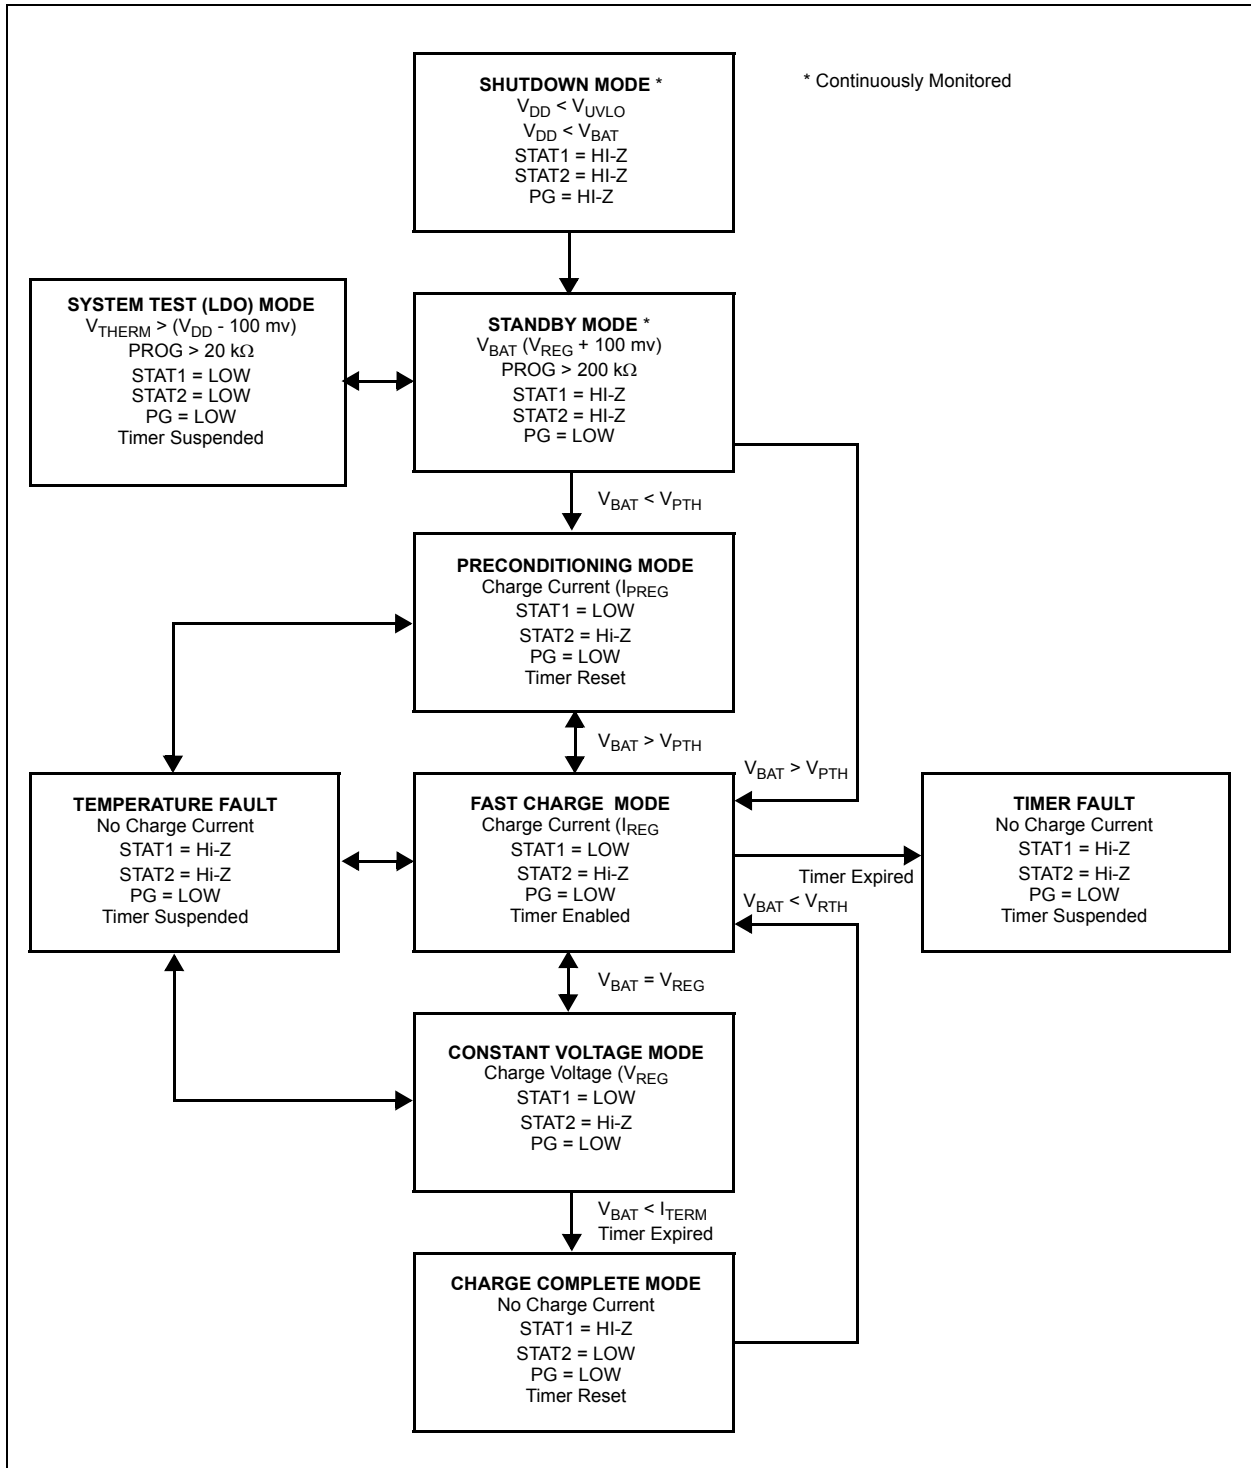 SHUTDOWN MODE *
V_DD < V_UVLO
V_DD < V_BAT
STAT1 = HI-Z
STAT2 = HI-Z
PG = HI-Z
* Continuously Monitored
SYSTEM TEST (LDO) MODE
V_THERM > (V_DD - 100 mv)
PROG > 20 kΩ
STAT1 = LOW
STAT2 = LOW
PG = LOW
Timer Suspended
STANDBY MODE *
V_BAT (V_REG + 100 mv)
PROG > 200 kΩ
STAT1 = HI-Z
STAT2 = HI-Z
PG = LOW
V_BAT < V_PTH
PRECONDITIONING MODE
Charge Current (I_PREG
STAT1 = LOW
STAT2 = Hi-Z
PG = LOW
Timer Reset
V_BAT > V_PTH
V_BAT > V_PTH
TEMPERATURE FAULT
No Charge Current
STAT1 = Hi-Z
STAT2 = Hi-Z
PG = LOW
Timer Suspended
FAST CHARGE MODE
Charge Current (I_REG
STAT1 = LOW
STAT2 = Hi-Z
PG = LOW
Timer Enabled
Timer Expired
V_BAT < V_RTH
TIMER FAULT
No Charge Current
STAT1 = Hi-Z
STAT2 = Hi-Z
PG = LOW
Timer Suspended
V_BAT = V_REG
CONSTANT VOLTAGE MODE
Charge Voltage (V_REG
STAT1 = LOW
STAT2 = Hi-Z
PG = LOW
V_BAT < I_TERM
Timer Expired
CHARGE COMPLETE MODE
No Charge Current
STAT1 = HI-Z
STAT2 = LOW
PG = LOW
Timer Reset